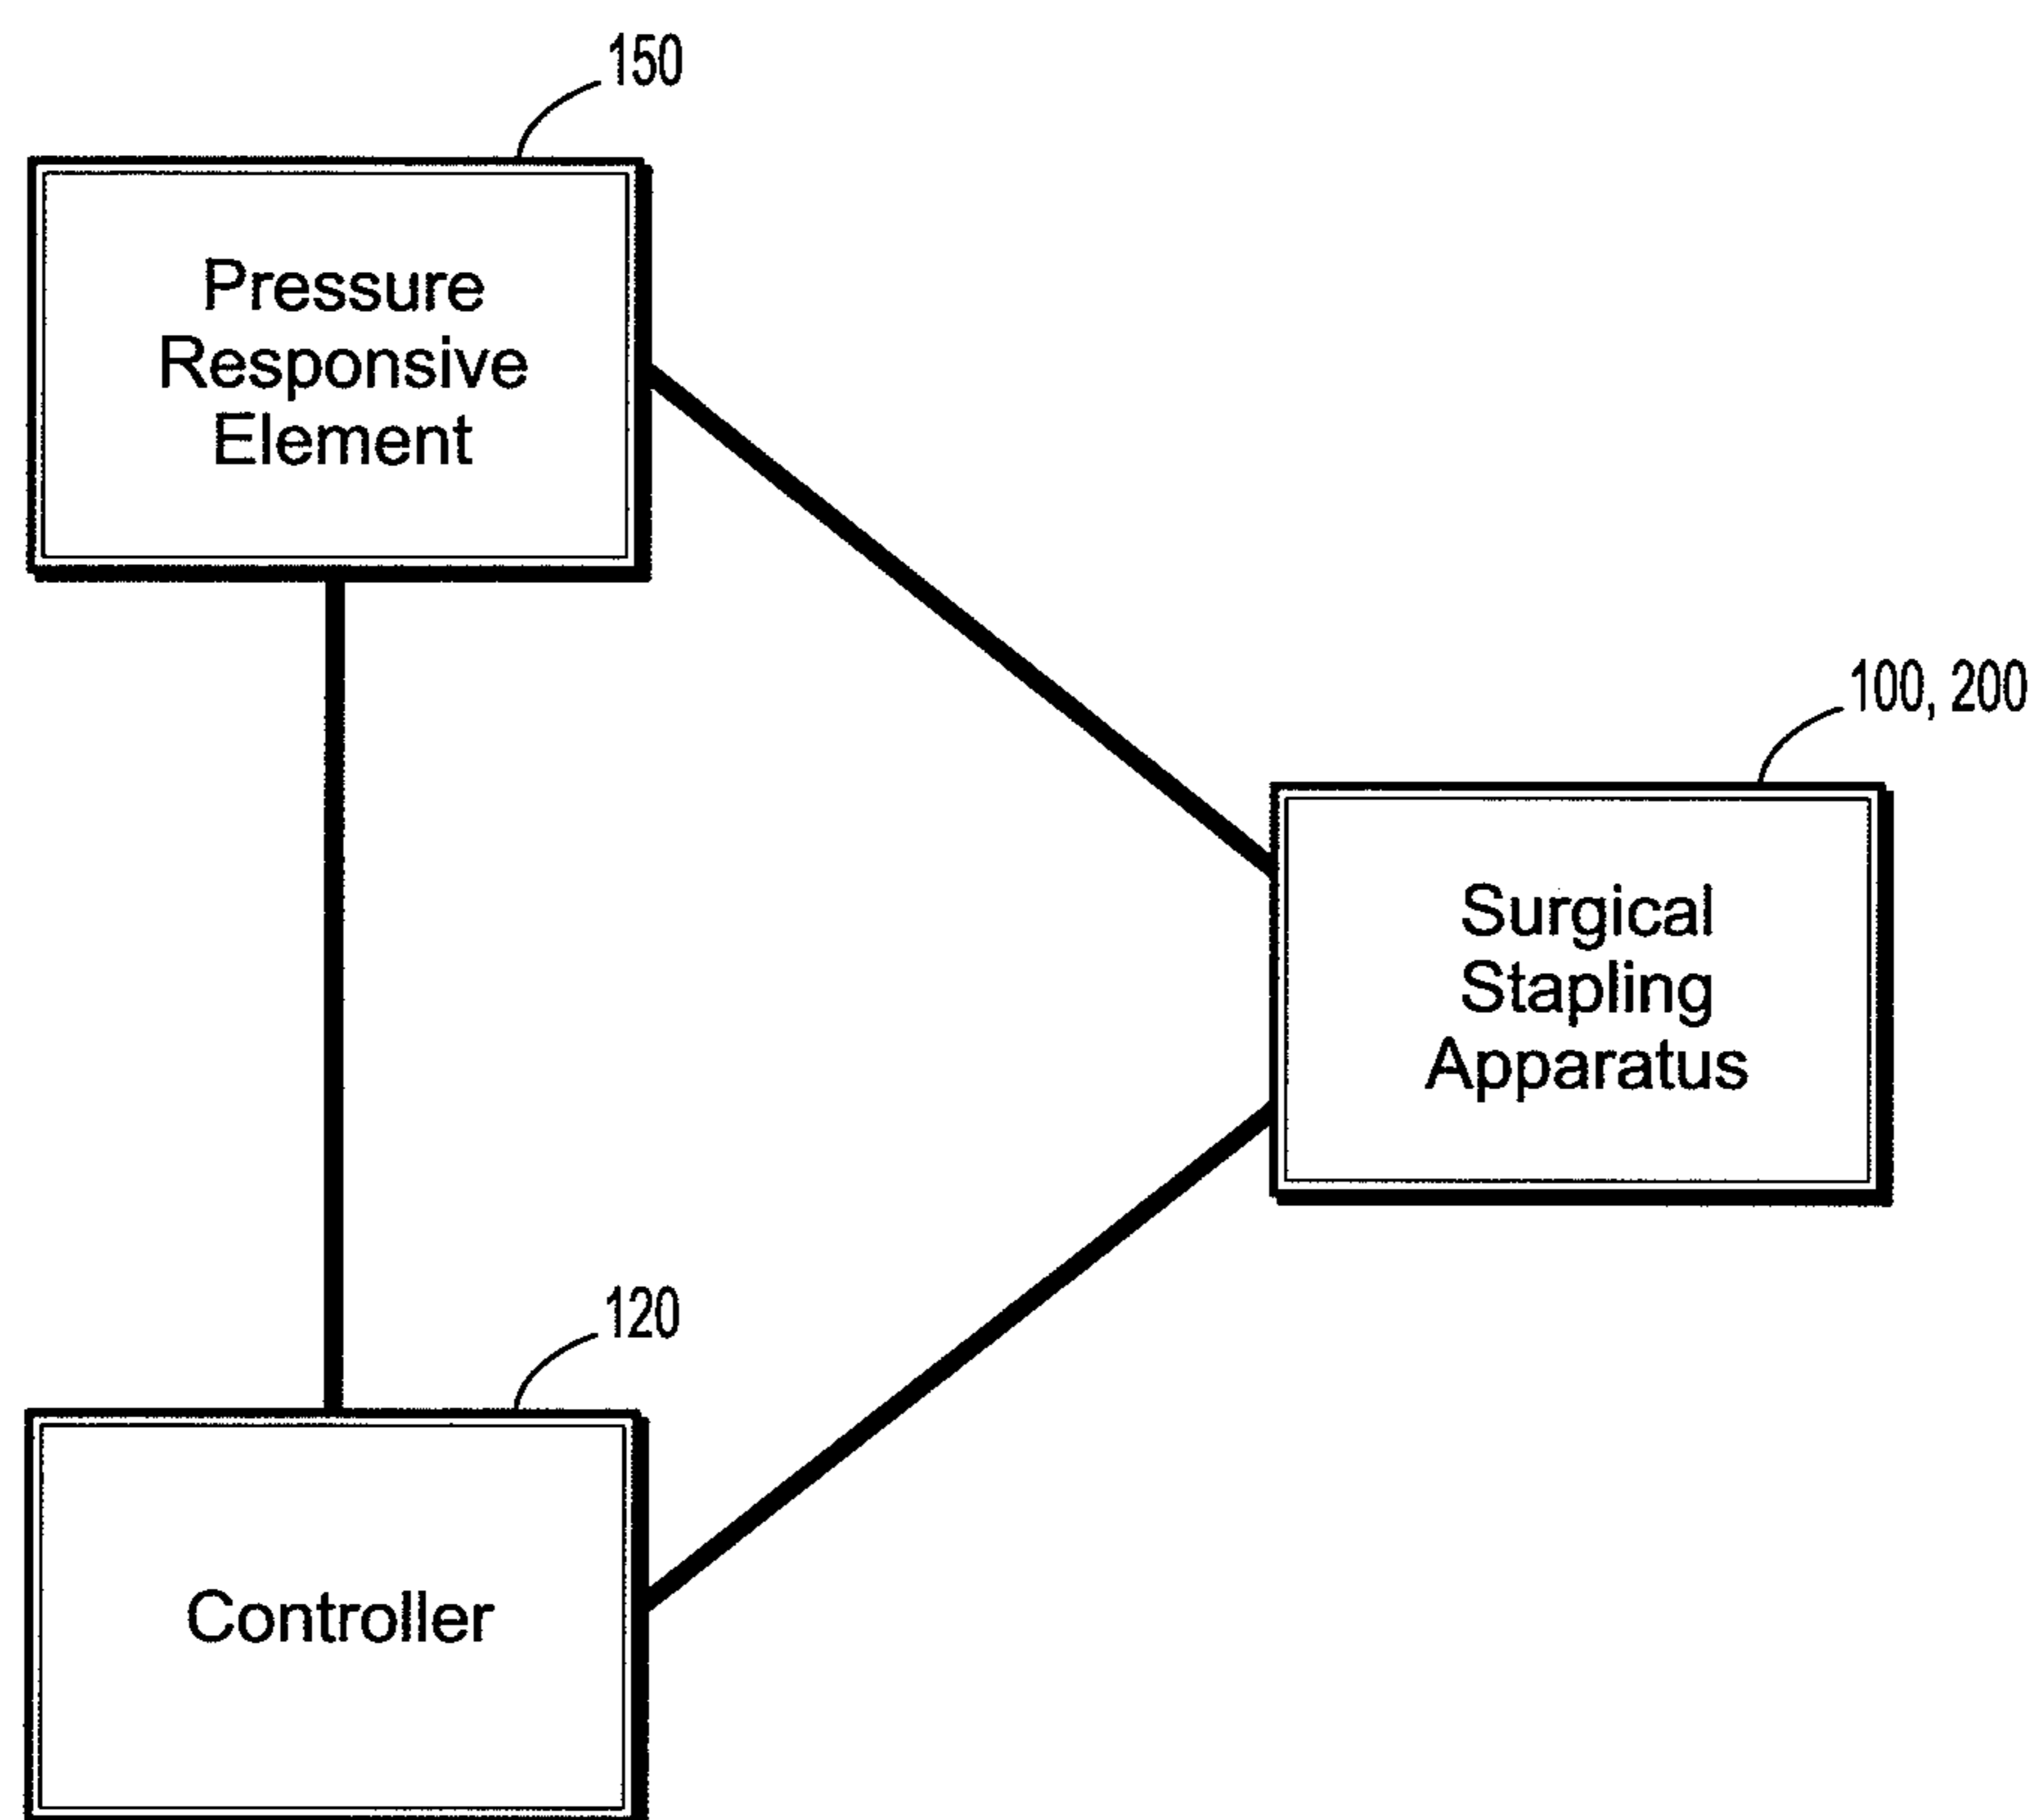 150
Pressure
Responsive
Element
100, 200
Surgical
Stapling
Apparatus
120
Controller